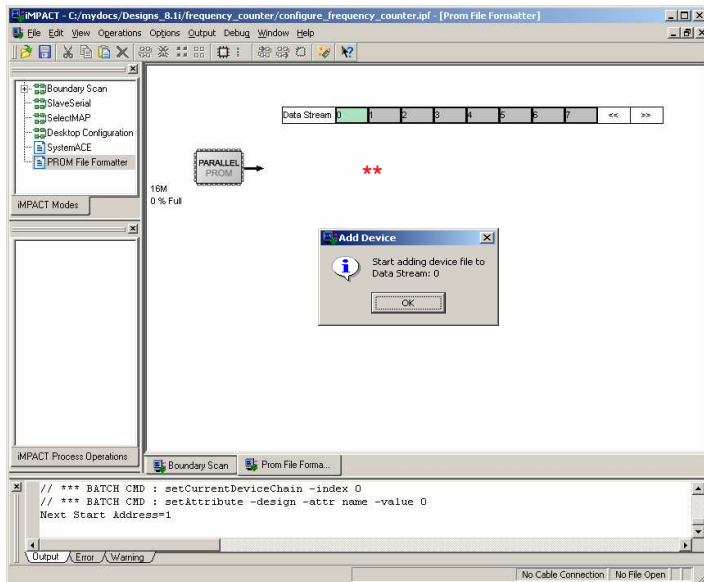 iMPACT - C:/mydocs/Designs_8.1i/frequency_counter/configure_frequency_counter.ipf - [Prom File Formatter]
File Edit View Operations Options Output Debug Window Help
Boundary Scan
SlaveSerial
SelectMAP
Desktop Configuration
SystemACE
PROM File Formatter
iMPACT Modes
Data Stream 0 1 2 3 4 5 6 7 << >>
PARALLEL
PROM
**
16M
0 % Full
Add Device
Start adding device file to
Data Stream: 0
OK
iMPACT Process Operations
Boundary Scan Prom File Forma...
// *** BATCH CMD : setCurrentDeviceChain -index 0
// *** BATCH CMD : setAttribute -design -attr name -value 0
Next Start Address=1
Output Error Warning
No Cable Connection No File Open